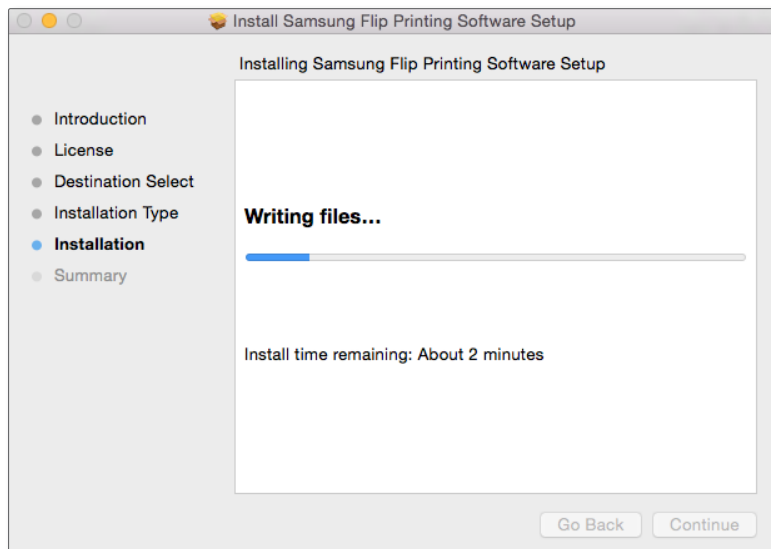 Install Samsung Flip Printing Software Setup
Installing Samsung Flip Printing Software Setup
Introduction
License
Destination Select
Installation Type
Installation
Summary
Writing files...
Install time remaining: About 2 minutes
Go Back
Continue